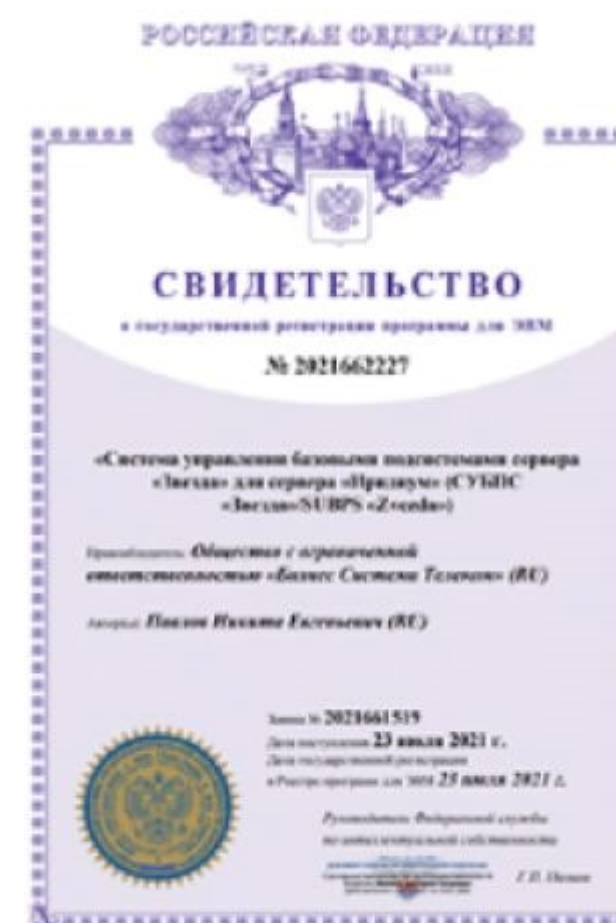 РОССИЙСКАЯ ФЕДЕРАЦИЯ
СВИДЕТЕЛЬСТВО
о государственной регистрации программы для ЭВМ
№ 2021662227
«Система управления базовыми подсистемами сервера
«Звезда» для сервера «Иридиум» (СУБПС
«Звезда»/SUBPS «Zvezda»)
Правообладатель: Общество с ограниченной
ответственностью «Бизнес Системы Телеком» (RU)
Автор(ы): Павлов Никита Евгеньевич (RU)
Заявка № 2021661519
Дата поступления 23 июля 2021 г.
Дата государственной регистрации
в Реестре программ для ЭВМ 25 июля 2021 г.
Руководитель Федеральной службы
по интеллектуальной собственности
Г.П. Ивлиев